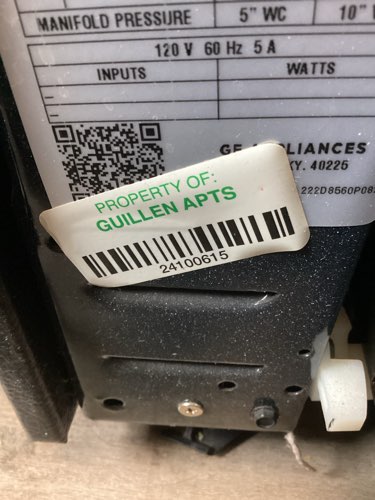 MANIFOLD PRESSURE 5" WC 10"
120 V 60 Hz 5 A
INPUTS WATTS
GE APPLIANCES
KY. 40225
222D8560P08
PROPERTY OF:
GUILLEN APTS
24100615